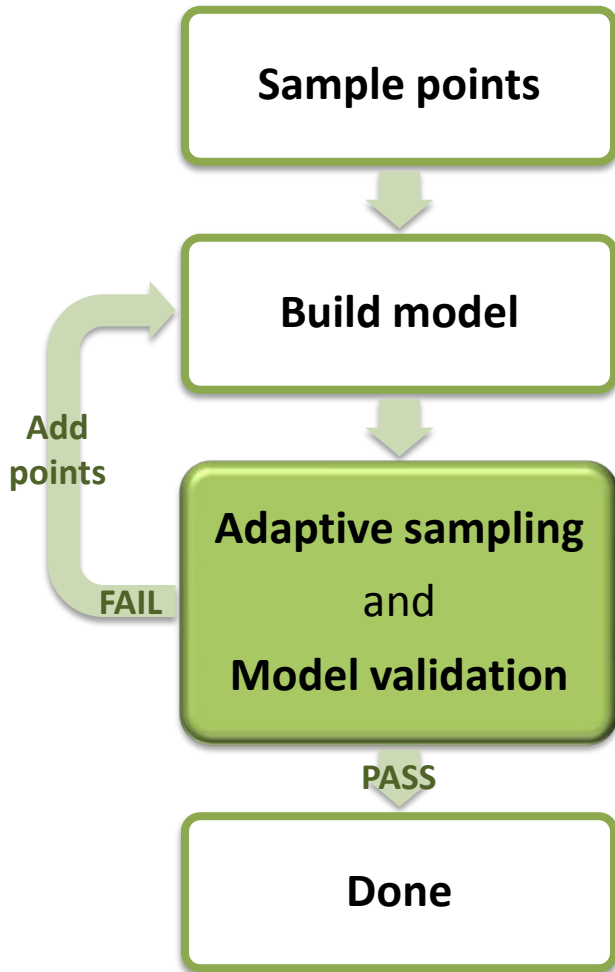 Sample points
Build model
Add
points
Adaptive sampling
and
Model validation
FAIL
PASS
Done